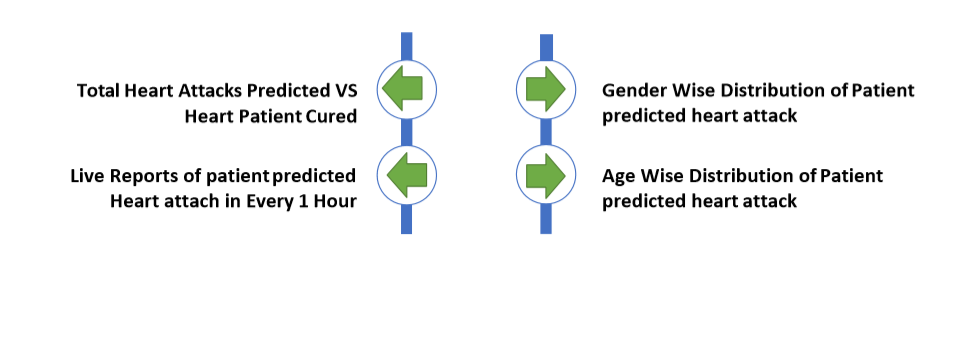 Total Heart Attacks Predicted VS
Heart Patient Cured
Live Reports of patient predicted
Heart attach in Every 1 Hour
Gender Wise Distribution of Patient
predicted heart attack
Age Wise Distribution of Patient
predicted heart attack